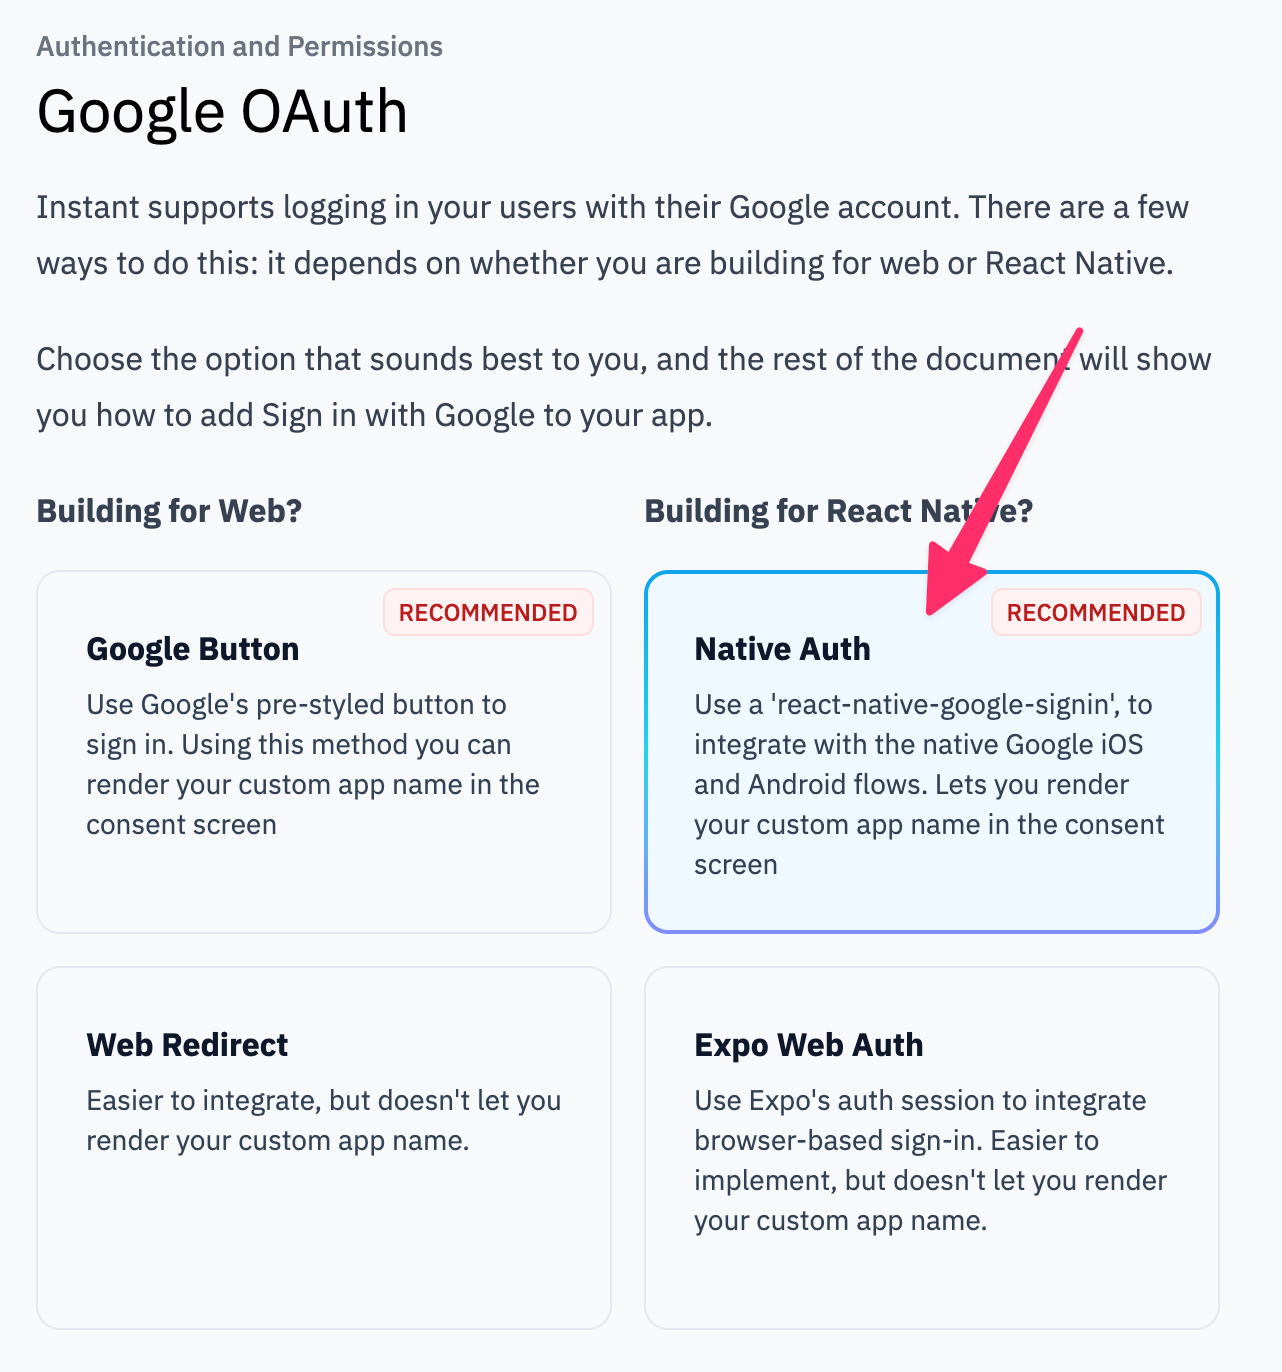 Authentication and Permissions
Google OAuth
Instant supports logging in your users with their Google account. There are a few
ways to do this: it depends on whether you are building for web or React Native.
Choose the option that sounds best to you, and the rest of the document will show
you how to add Sign in with Google to your app.
Building for Web?
RECOMMENDED
Google Button
Use Google's pre-styled button to
sign in. Using this method you can
render your custom app name in the
consent screen
Web Redirect
Easier to integrate, but doesn't let you
render your custom app name.
Building for React Native?
RECOMMENDED
Native Auth
Use a 'react-native-google-signin', to
integrate with the native Google iOS
and Android flows. Lets you render
your custom app name in the consent
screen
Expo Web Auth
Use Expo's auth session to integrate
browser-based sign-in. Easier to
implement, but doesn't let you render
your custom app name.